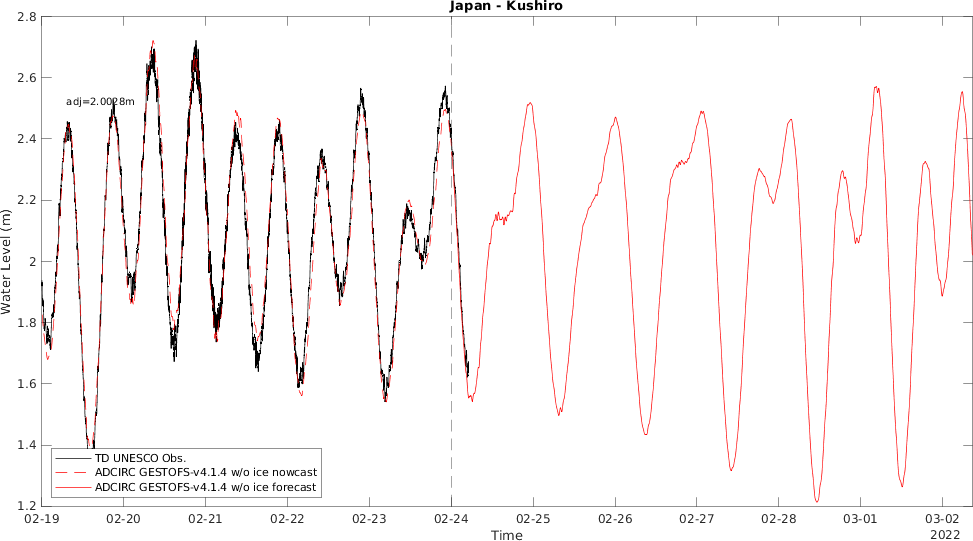 Japan - Kushiro
2.8
2.6
2.4
2.2
2
1.8
1.6
1.4
1.2
Water Level (m)
adj=2.0028m
TD UNESCO Obs.
ADCIRC GESTOFS-v4.1.4 w/o ice nowcast
ADCIRC GESTOFS-v4.1.4 w/o ice forecast
02-19 02-20 02-21 02-22 02-23 02-24 02-25 02-26 02-27 02-28 03-01 03-02
2022
Time